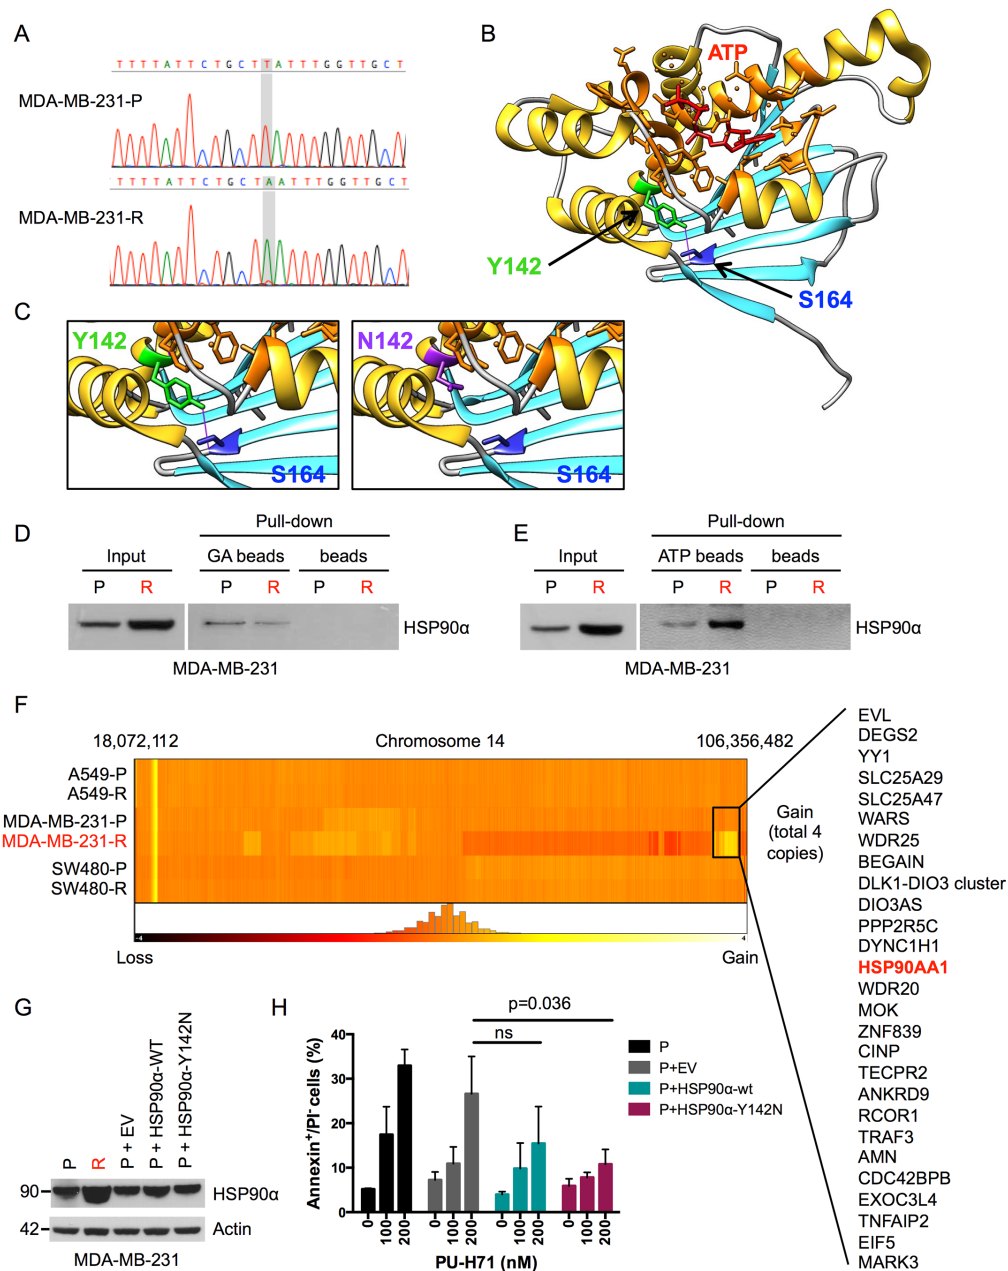 A
T T T T A T T C T G C T T A T T T G G T T G C T
MDA-MB-231-P
T T T T A T T C T G C T A A T T T G G T T G C T
MDA-MB-231-R
B
ATP
Y142
S164
C
Y142
S164
N142
S164
D
Pull-down
Input GA beads beads
P R P R P R
HSP90α
MDA-MB-231
E
Pull-down
Input ATP beads beads
P R P R P R
HSP90α
MDA-MB-231
F
18,072,112 Chromosome 14 106,356,482
A549-P
A549-R
MDA-MB-231-P
MDA-MB-231-R
SW480-P
SW480-R
-4 4
Loss Gain
Gain
(total 4
copies)
EVL
DEGS2
YY1
SLC25A29
SLC25A47
WARS
WDR25
BEGAIN
DLK1-DIO3 cluster
DIO3AS
PPP2R5C
DYNC1H1
HSP90AA1
WDR20
MOK
ZNF839
CINP
TECPR2
ANKRD9
RCOR1
TRAF3
AMN
CDC42BPB
EXOC3L4
TNFAIP2
EIF5
MARK3
G
P
R
P + EV
P + HSP90α-WT
P + HSP90α-Y142N
90 HSP90α
42 Actin
MDA-MB-231
H
p=0.036
ns
Annexin⁺/PI⁻cells (%)
40
30
20
10
0
0 100 200 0 100 200 0 100 200 0 100 200
PU-H71 (nM)
P
P+EV
P+HSP90α-wt
P+HSP90α-Y142N